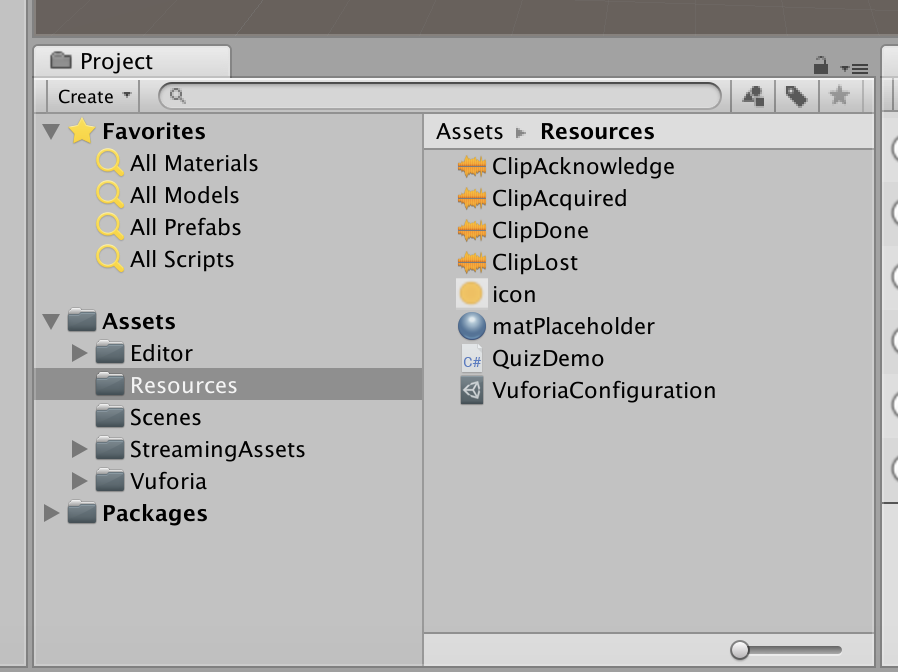 Project
Create
Favorites
All Materials
All Models
All Prefabs
All Scripts
Assets
Editor
Resources
Scenes
StreamingAssets
Vuforia
Packages
Assets Resources
ClipAcknowledge
ClipAcquired
ClipDone
ClipLost
icon
matPlaceholder
C# QuizDemo
VuforiaConfiguration